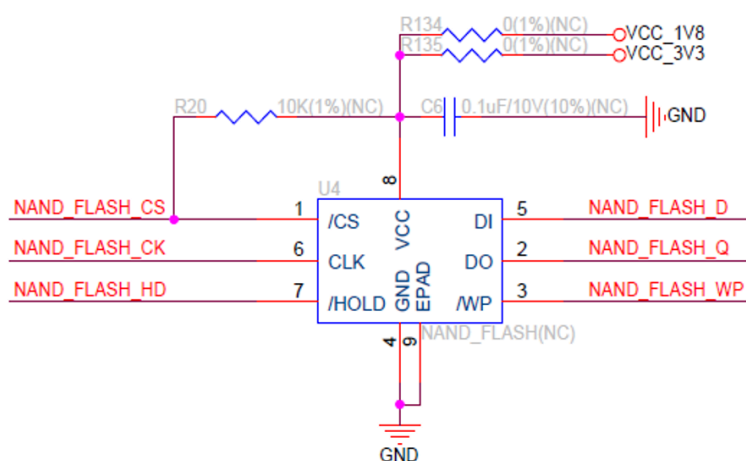 R134 0(1%)(NC) VCC_1V8
R135 0(1%)(NC) VCC_3V3
R20 10K(1%)(NC) C6 0.1uF/10V(10%)(NC) GND
U4
8
VCC
NAND_FLASH_CS 1 /CS DI 5 NAND_FLASH_D
NAND_FLASH_CK 6 CLK DO 2 NAND_FLASH_Q
NAND_FLASH_HD 7 /HOLD /WP 3 NAND_FLASH_WP
GND
EPAD
NAND_FLASH(NC)
4
9
GND